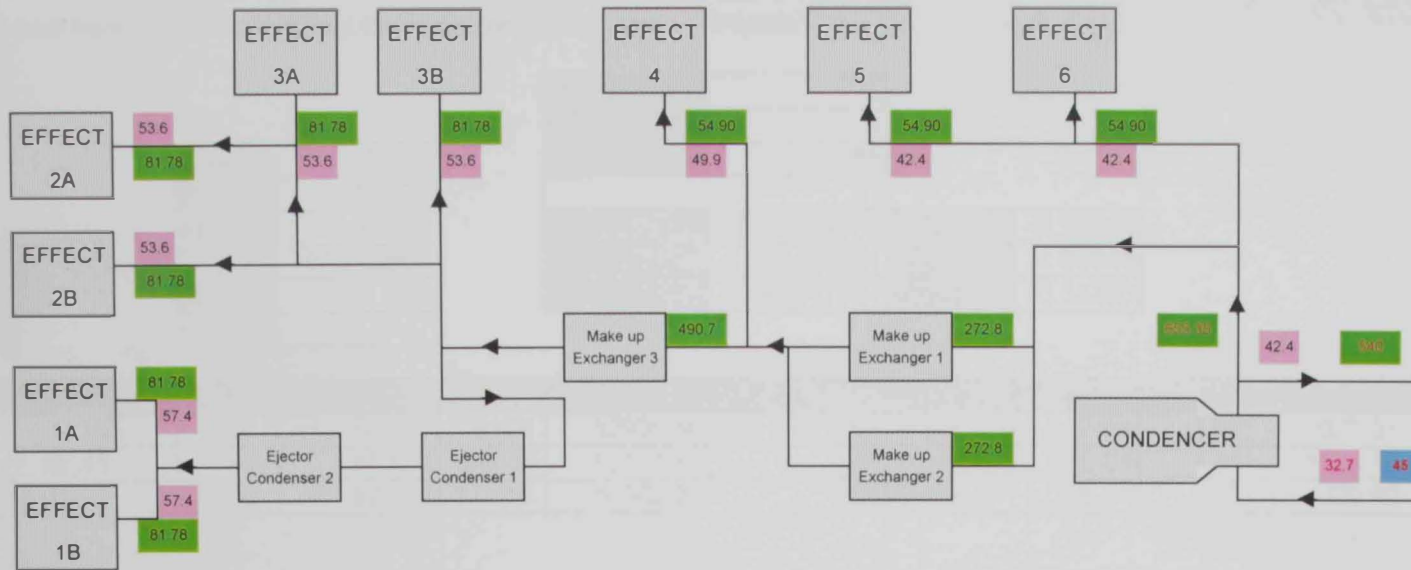 EFFECT
3A
EFFECT
3B
EFFECT
4
EFFECT
5
EFFECT
6
EFFECT
2A
53.6
81.78
81.78
53.6
81.78
53.6
54.90
49.9
54.90
42.4
54.90
42.4
EFFECT
2B
53.6
81.78
Make up
Exchanger 3
490.7
Make up
Exchanger 1
272.8
42.4
EFFECT
1A
81.78
57.4
Ejector
Condenser 2
Ejector
Condenser 1
Make up
Exchanger 2
272.8
CONDENCER
32.7
45
EFFECT
1B
57.4
81.78